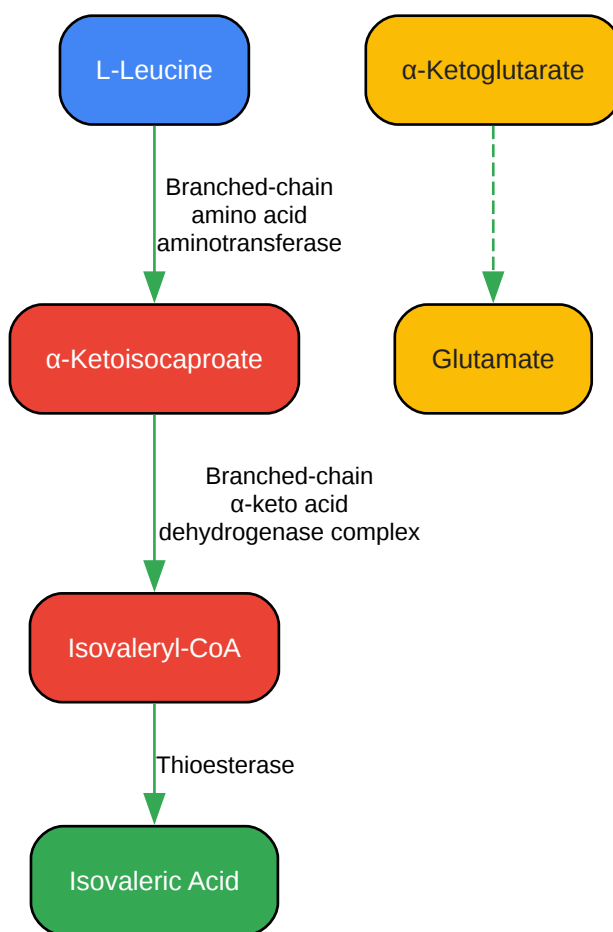 L-Leucine
α-Ketoglutarate
Branched-chain
amino acid
aminotransferase
α-Ketoisocaproate
Glutamate
Branched-chain
α-keto acid
dehydrogenase complex
Isovaleryl-CoA
Thioesterase
Isovaleric Acid